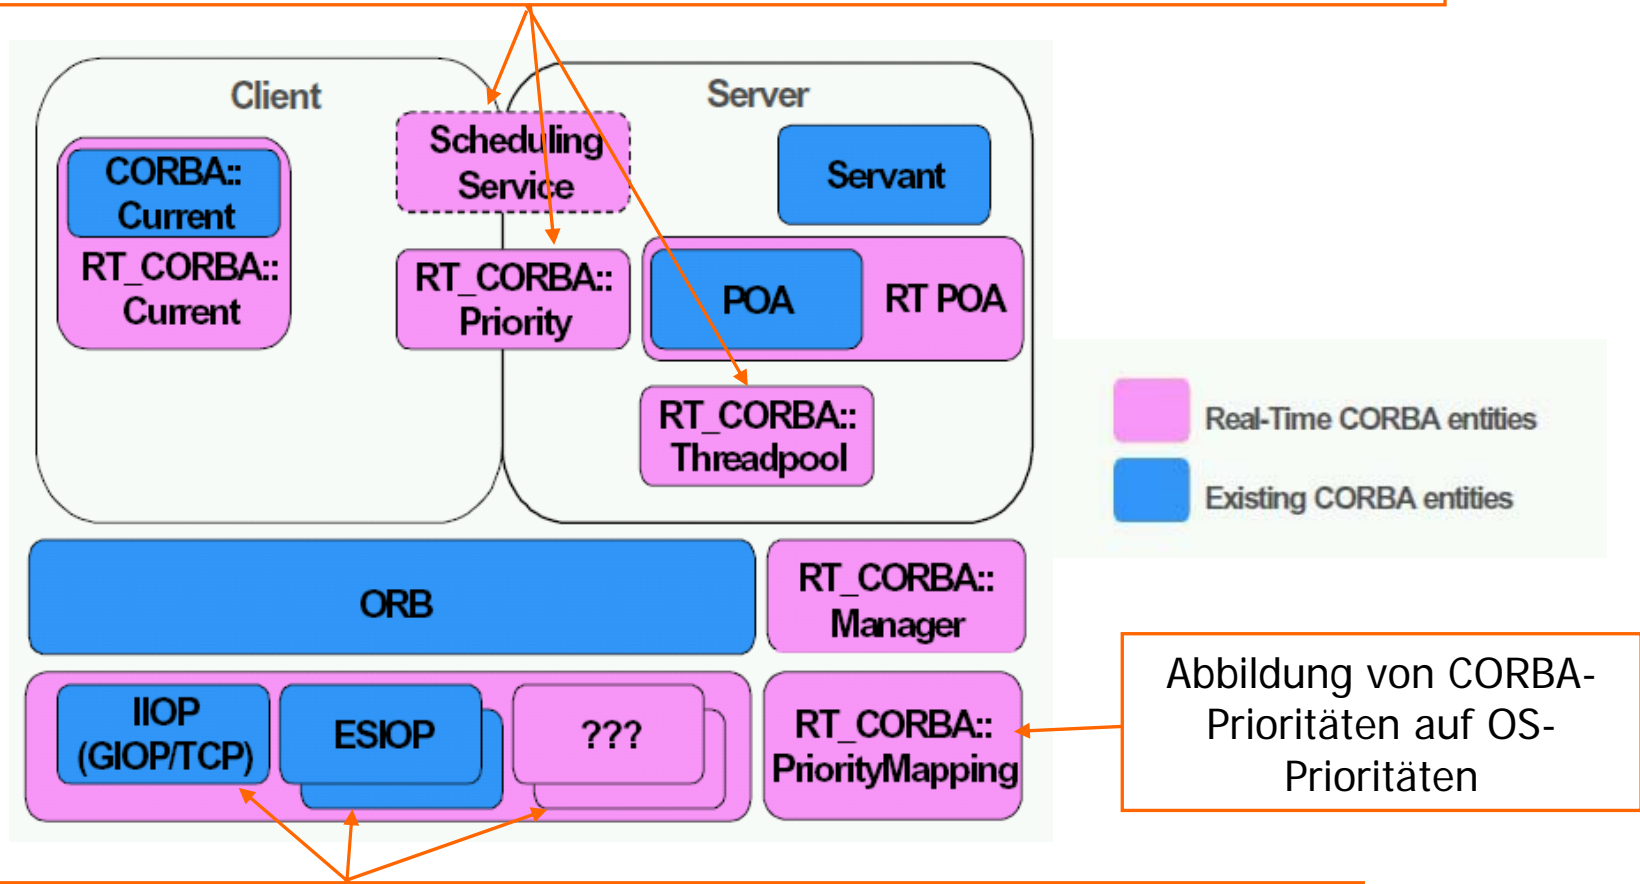 Client
Server
CORBA::
Current
RT_CORBA::
Current
Scheduling
Service
RT_CORBA::
Priority
Servant
POA
RT POA
RT_CORBA::
Threadpool
Real-Time CORBA entities
Existing CORBA entities
ORB
RT_CORBA::
Manager
IIOP
(GIOP/TCP)
ESIOP
???
RT_CORBA::
PriorityMapping
Abbildung von CORBA-
Prioritäten auf OS-
Prioritäten